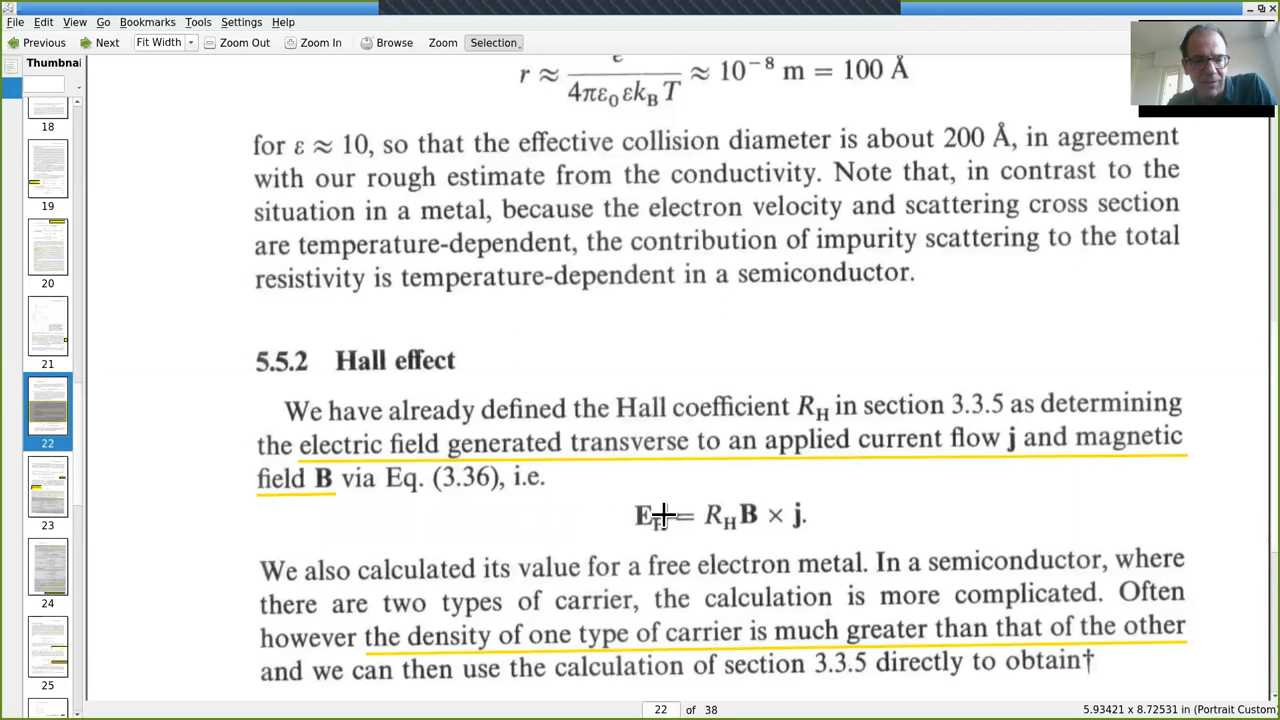 File Edit View Go Bookmarks Tools Settings Help
Previous Next Fit Width Zoom Out Zoom In Browse Zoom Selection
Thumbnai
18
19
20
21
22
23
24
25
r ≈ / 4πε₀εk_BT ≈ 10⁻⁸ m = 100 Å
for ε ≈ 10, so that the effective collision diameter is about 200 Å, in agreement
with our rough estimate from the conductivity. Note that, in contrast to the
situation in a metal, because the electron velocity and scattering cross section
are temperature-dependent, the contribution of impurity scattering to the total
resistivity is temperature-dependent in a semiconductor.
5.5.2 Hall effect
We have already defined the Hall coefficient R_H in section 3.3.5 as determining
the electric field generated transverse to an applied current flow j and magnetic
field B via Eq. (3.36), i.e.
E_H = R_H B × j.
We also calculated its value for a free electron metal. In a semiconductor, where
there are two types of carrier, the calculation is more complicated. Often
however the density of one type of carrier is much greater than that of the other
and we can then use the calculation of section 3.3.5 directly to obtain†
22 of 38
5.93421 x 8.72531 in (Portrait Custom)